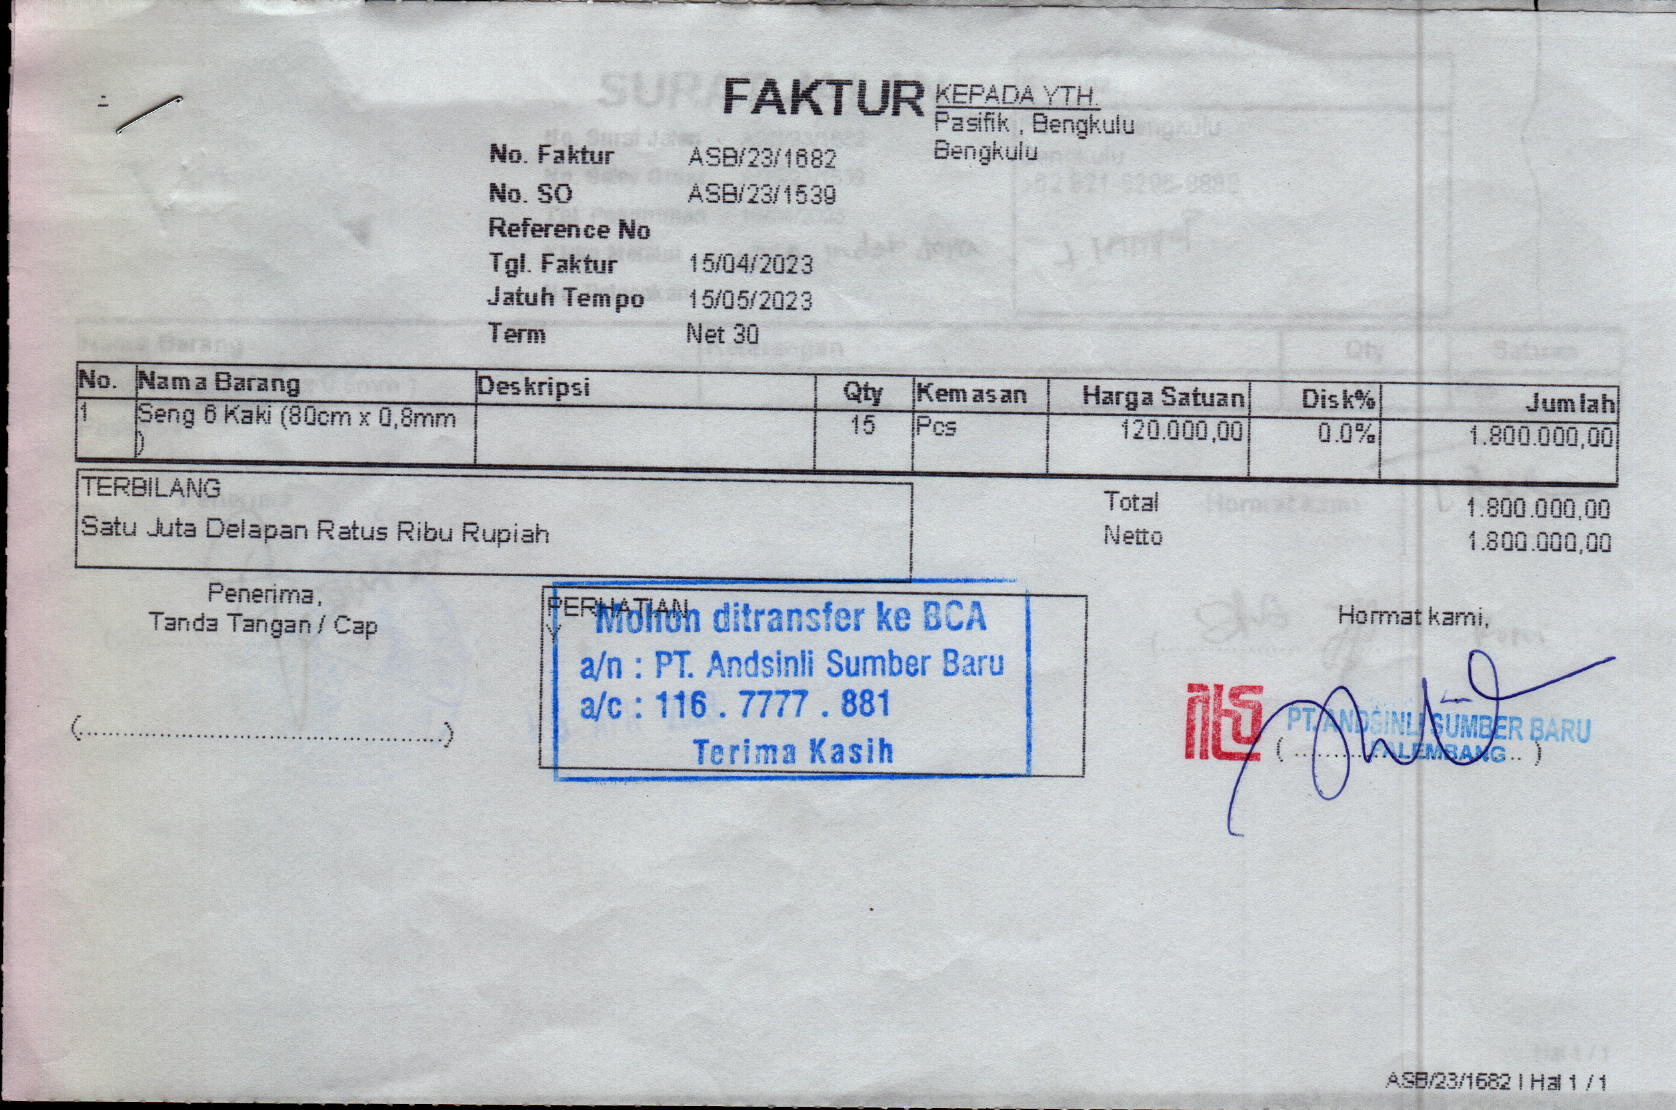 FAKTUR
KEPADA YTH.
Pasifik , Bengkulu
Bengkulu
No. Faktur ASB/23/1682
No. SO ASB/23/1539
Reference No
Tgl. Faktur 15/04/2023
Jatuh Tempo 15/05/2023
Term Net 30
No. Nama Barang Deskripsi Qty Kemasan Harga Satuan Disk% Jumlah
1 Seng 6 Kaki (80cm x 0,8mm 15 Pcs 120.000,00 0.0% 1.800.000,00
)
TERBILANG
Satu Juta Delapan Ratus Ribu Rupiah
Total 1.800.000,00
Netto 1.800.000,00
Penerima,
Tanda Tangan / Cap
(........................................................)
PERHATIAN
Mohon ditransfer ke BCA
a/n : PT. Andsinli Sumber Baru
a/c : 116 . 7777 . 881
Terima Kasih
Hormat kami,
PT. ANDSINLI SUMBER BARU
PALEMBANG
ASB/23/1682 | Hal 1 / 1